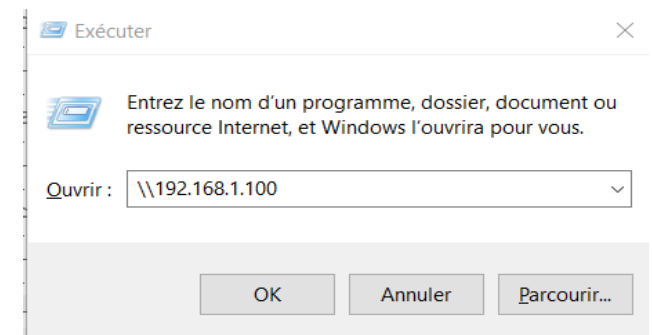 Exécuter
Entrez le nom d’un programme, dossier, document ou
ressource Internet, et Windows l’ouvrira pour vous.
Ouvrir : \\192.168.1.100
OK Annuler Parcourir...